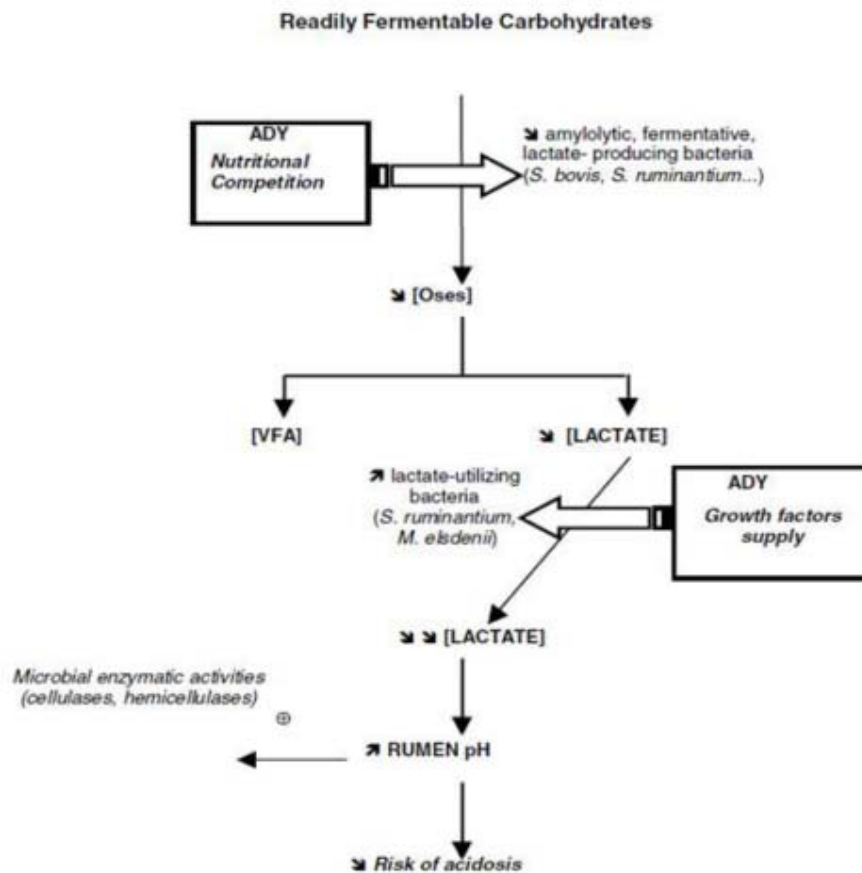 Readily Fermentable Carbohydrates
ADY
Nutritional
Competition
↘ amylolytic, fermentative,
lactate- producing bacteria
(S. bovis, S. ruminantium...)
↘ [Oses]
[VFA]
↘ [LACTATE]
↗ lactate-utilizing
bacteria
(S. ruminantium,
M. elsdenii)
ADY
Growth factors
supply
↘ ↘ [LACTATE]
Microbial enzymatic activities
(cellulases, hemicellulases)
⊕
↗ RUMEN pH
↘ Risk of acidosis